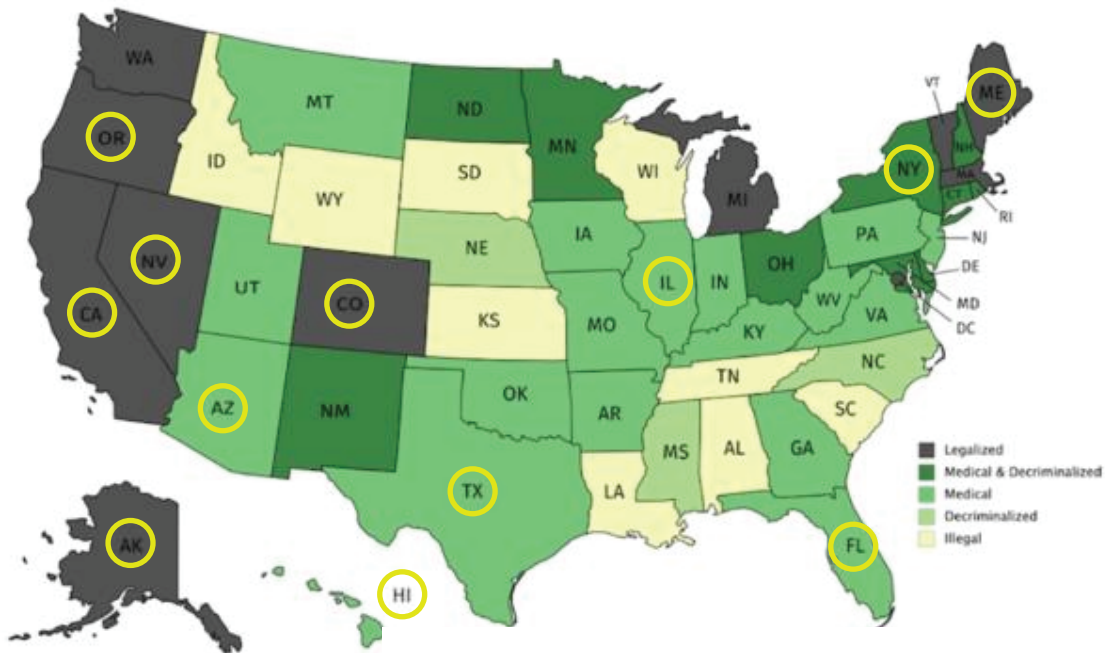 WA
MT
ND
MN
VT
ME
OR
ID
SD
WI
NH
NY
MA
MI
WY
CT
RI
NE
IA
PA
NJ
NV
UT
CO
IL
IN
OH
DE
CA
KS
MO
WV
VA
MD
KY
DC
NC
TN
AZ
NM
OK
AR
SC
MS
AL
GA
TX
LA
Legalized
Medical & Decriminalized
Medical
Decriminalized
Illegal
AK
FL
HI